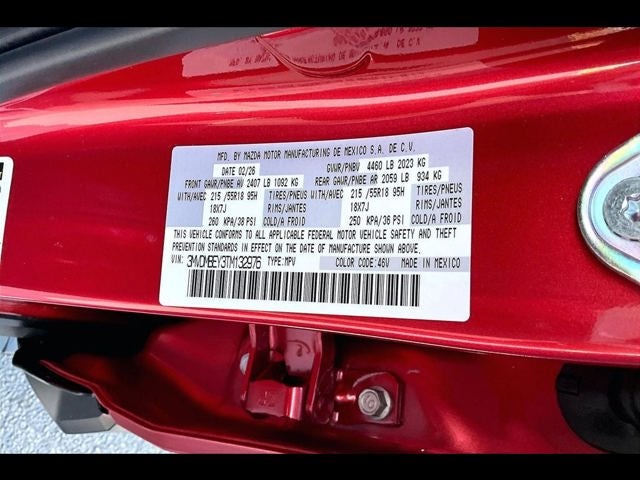 MFD. BY MAZDA MOTOR MANUFACTURING DE MEXICO S.A. DE C.V.
DATE 02/26 GVWR/PNBV 4460 LB 2023 KG
FRONT GAWR/PNBE AV 2407 LB 1092 KG REAR GAWR/PNBE AR 2059 LB 934 KG
WITH/AVEC 215 /55R18 95H TIRES/PNEUS WITH/AVEC 215 /55R18 95H TIRES/PNEUS
18X7J RIMS/JANTES 18X7J RIMS/JANTES
260 KPA/38 PSI COLD/A FROID 250 KPA/36 PSI COLD/A FROID
THIS VEHICLE CONFORMS TO ALL APPLICABLE FEDERAL MOTOR VEHICLE SAFETY AND THEFT
PREVENTION STANDARDS IN EFFECT ON THE DATE OF MANUFACTURE SHOWN ABOVE.
VIN: 3MVDMBEY3TM132976 TYPE: MPV COLOR CODE: 46V MADE IN MEXICO